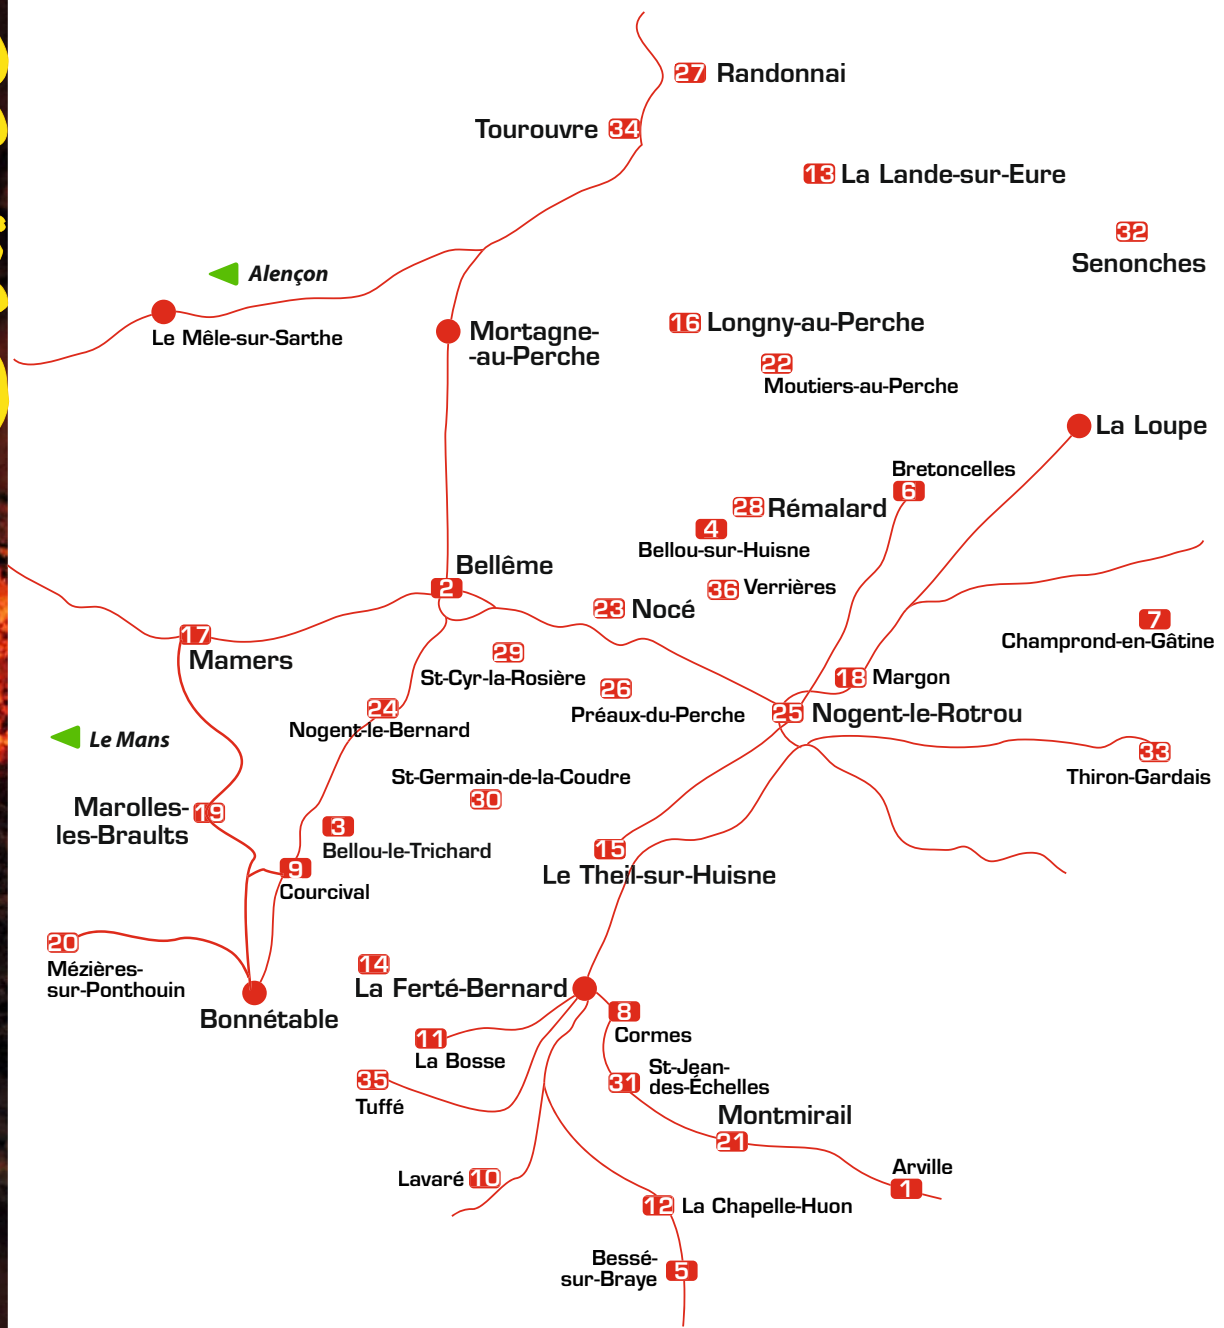 27 Randonnai
Tourouvre 34
13 La Lande-sur-Eure
32
Senonches
Alençon
Le Mêle-sur-Sarthe
Mortagne-
-au-Perche
16 Longny-au-Perche
22
Moutiers-au-Perche
La Loupe
Bretoncelles
6
28 Rémalard
4
Bellou-sur-Huisne
Bellême
2
36 Verrières
23 Nocé
7
Champrond-en-Gâtine
17
Mamers
29
St-Cyr-la-Rosière
18 Margon
26
Préaux-du-Perche
24
Nogent-le-Bernard
25 Nogent-le-Rotrou
Le Mans
33
Thiron-Gardais
St-Germain-de-la-Coudre
30
Marolles-
les-Braults
19
3
Bellou-le-Trichard
15
Le Theil-sur-Huisne
9
Courcival
20
Mézières-
sur-Ponthouin
14
La Ferté-Bernard
Bonnétable
8
Cormes
11
La Bosse
St-Jean-
des-Échelles
31
35
Tuffé
Montmirail
21
Arville
1
Lavaré 10
12 La Chapelle-Huon
Bessé-
sur-Braye
5